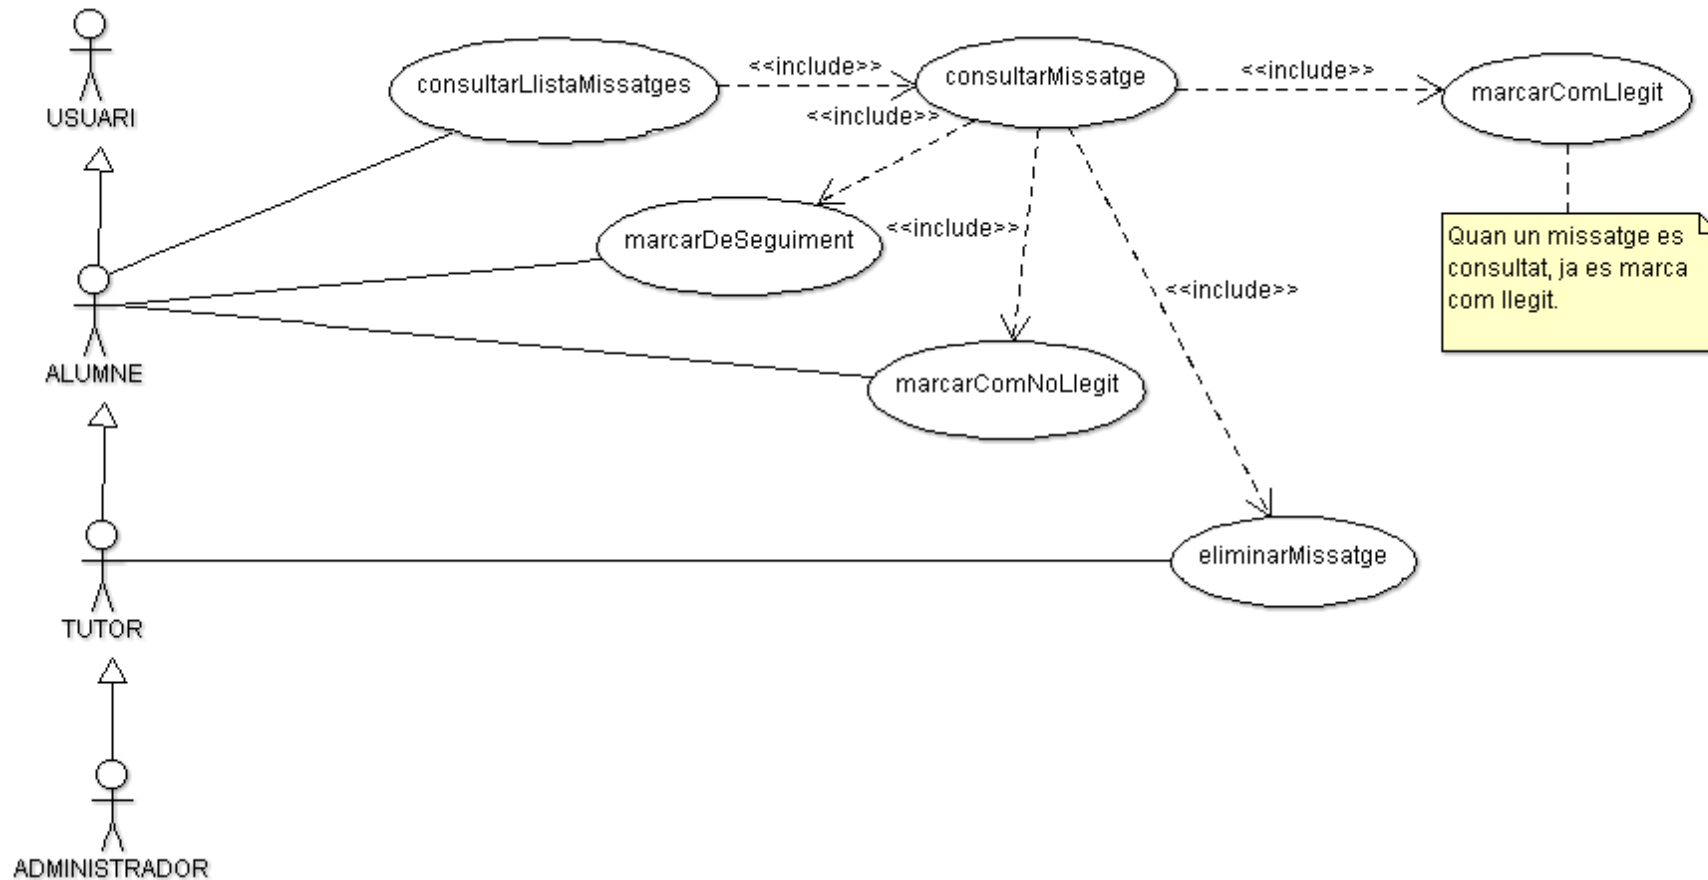 USUARI
consultarLlistaMissatges
<<include>>
consultarMissatge
<<include>>
marcarComLlegit
<<include>>
marcarDeSeguiment
<<include>>
Quan un missatge es
consultat, ja es marca
com llegit.
<<include>>
ALUMNE
marcarComNoLlegit
eliminarMissatge
TUTOR
ADMINISTRADOR